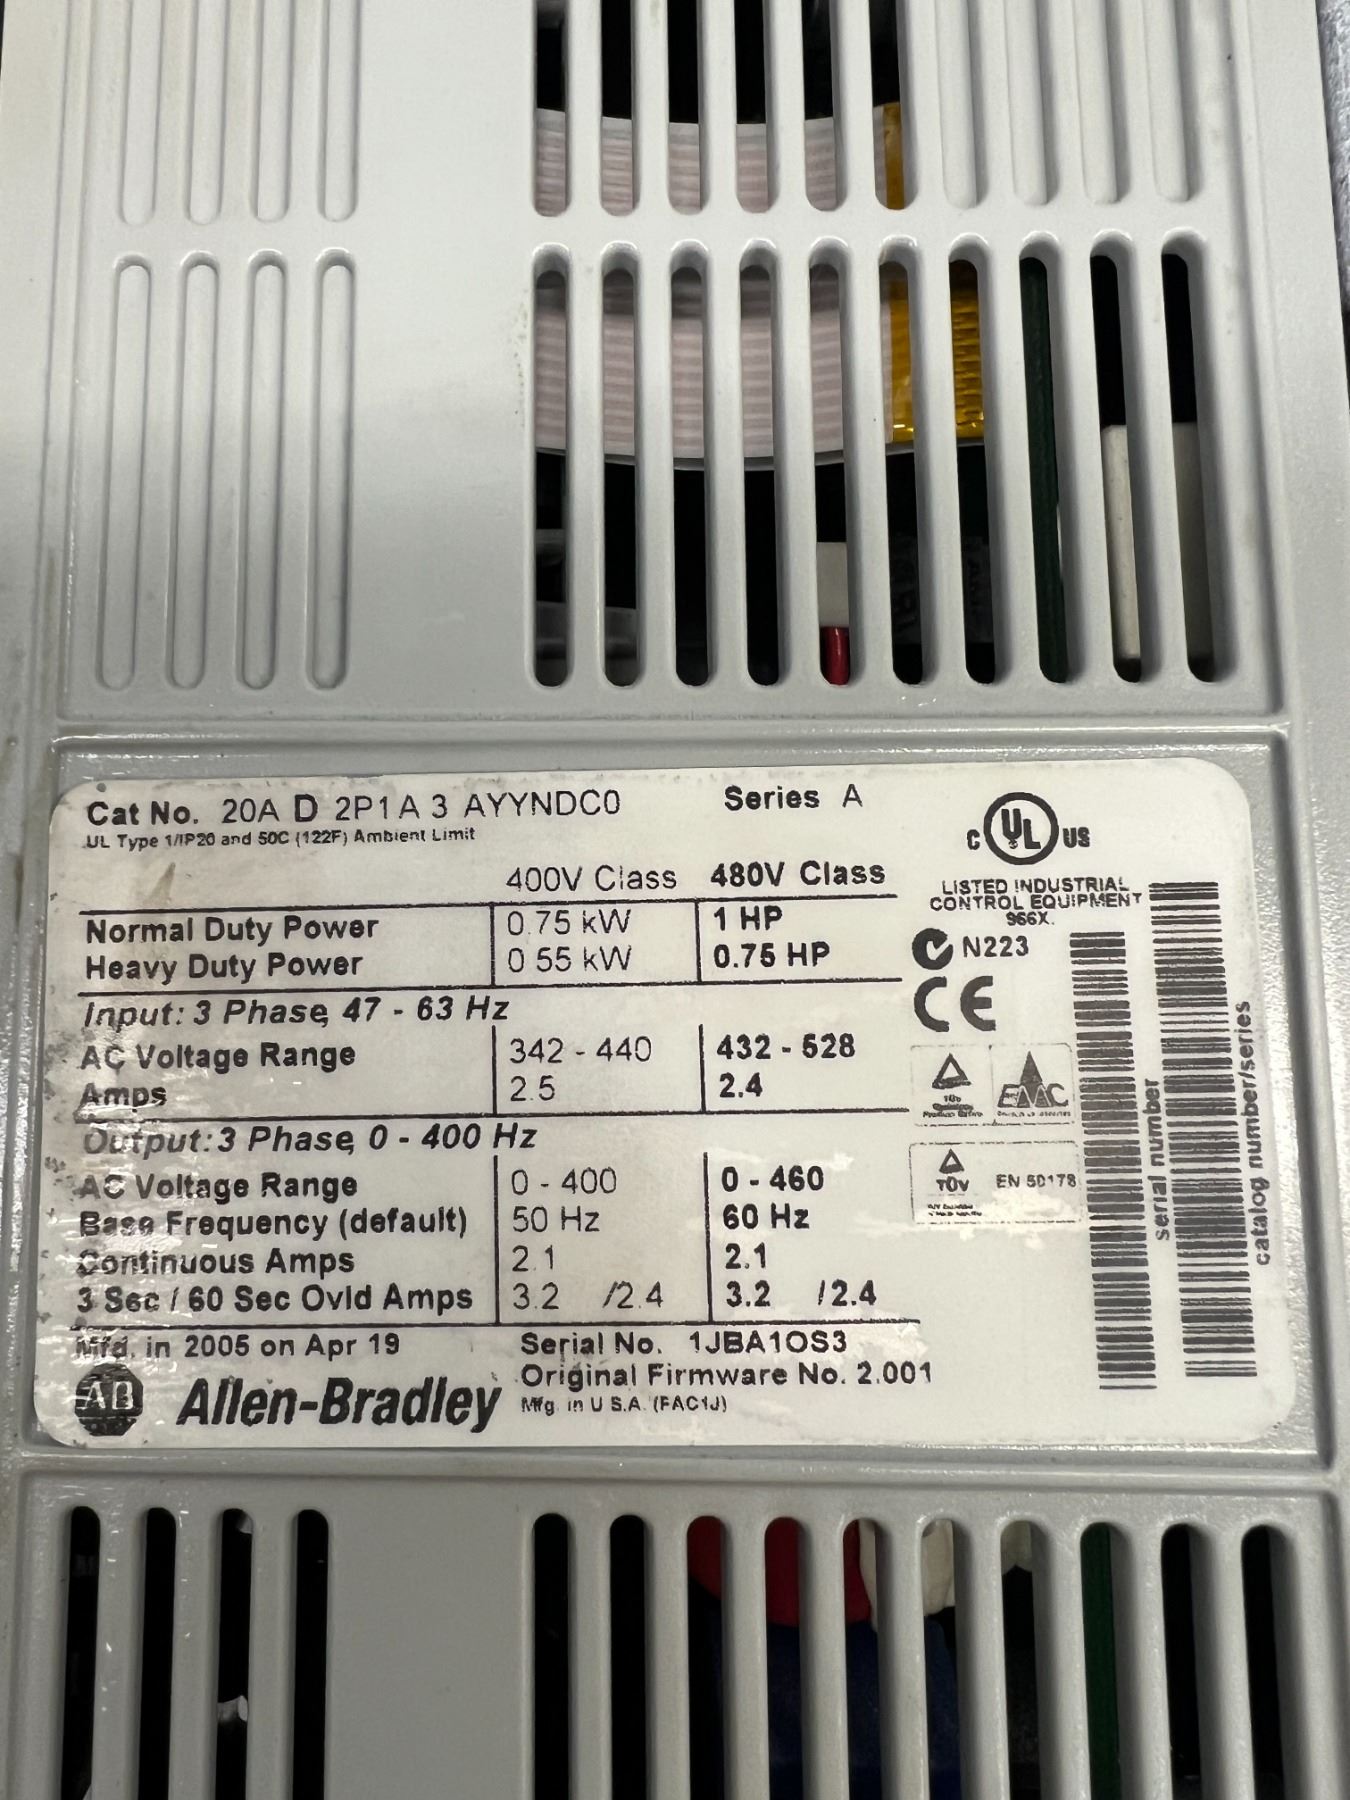 Cat No. 20A D 2P1 A 3 AYYNDC0 Series A
UL Type 1/IP20 and 50C (122F) Ambient Limit
400V Class 480V Class
Normal Duty Power 0.75 kW 1 HP
Heavy Duty Power 0.55 kW 0.75 HP
Input: 3 Phase, 47 - 63 Hz
AC Voltage Range 342 - 440 432 - 528
Amps 2.5 2.4
Output: 3 Phase, 0 - 400 Hz
AC Voltage Range 0 - 400 0 - 460
Base Frequency (default) 50 Hz 60 Hz
Continuous Amps 2.1 2.1
3 Sec / 60 Sec Ovld Amps 3.2 /2.4 3.2 /2.4
Mfd. in 2005 on Apr 19 Serial No. 1JBA1OS3
Original Firmware No. 2.001
AB Allen-Bradley Mfg. in U.S.A. (FAC1J)
C UL US
LISTED INDUSTRIAL
CONTROL EQUIPMENT
966X.
N223
CE
EMC
TÜV EN 50178
serial number
catalog number/series